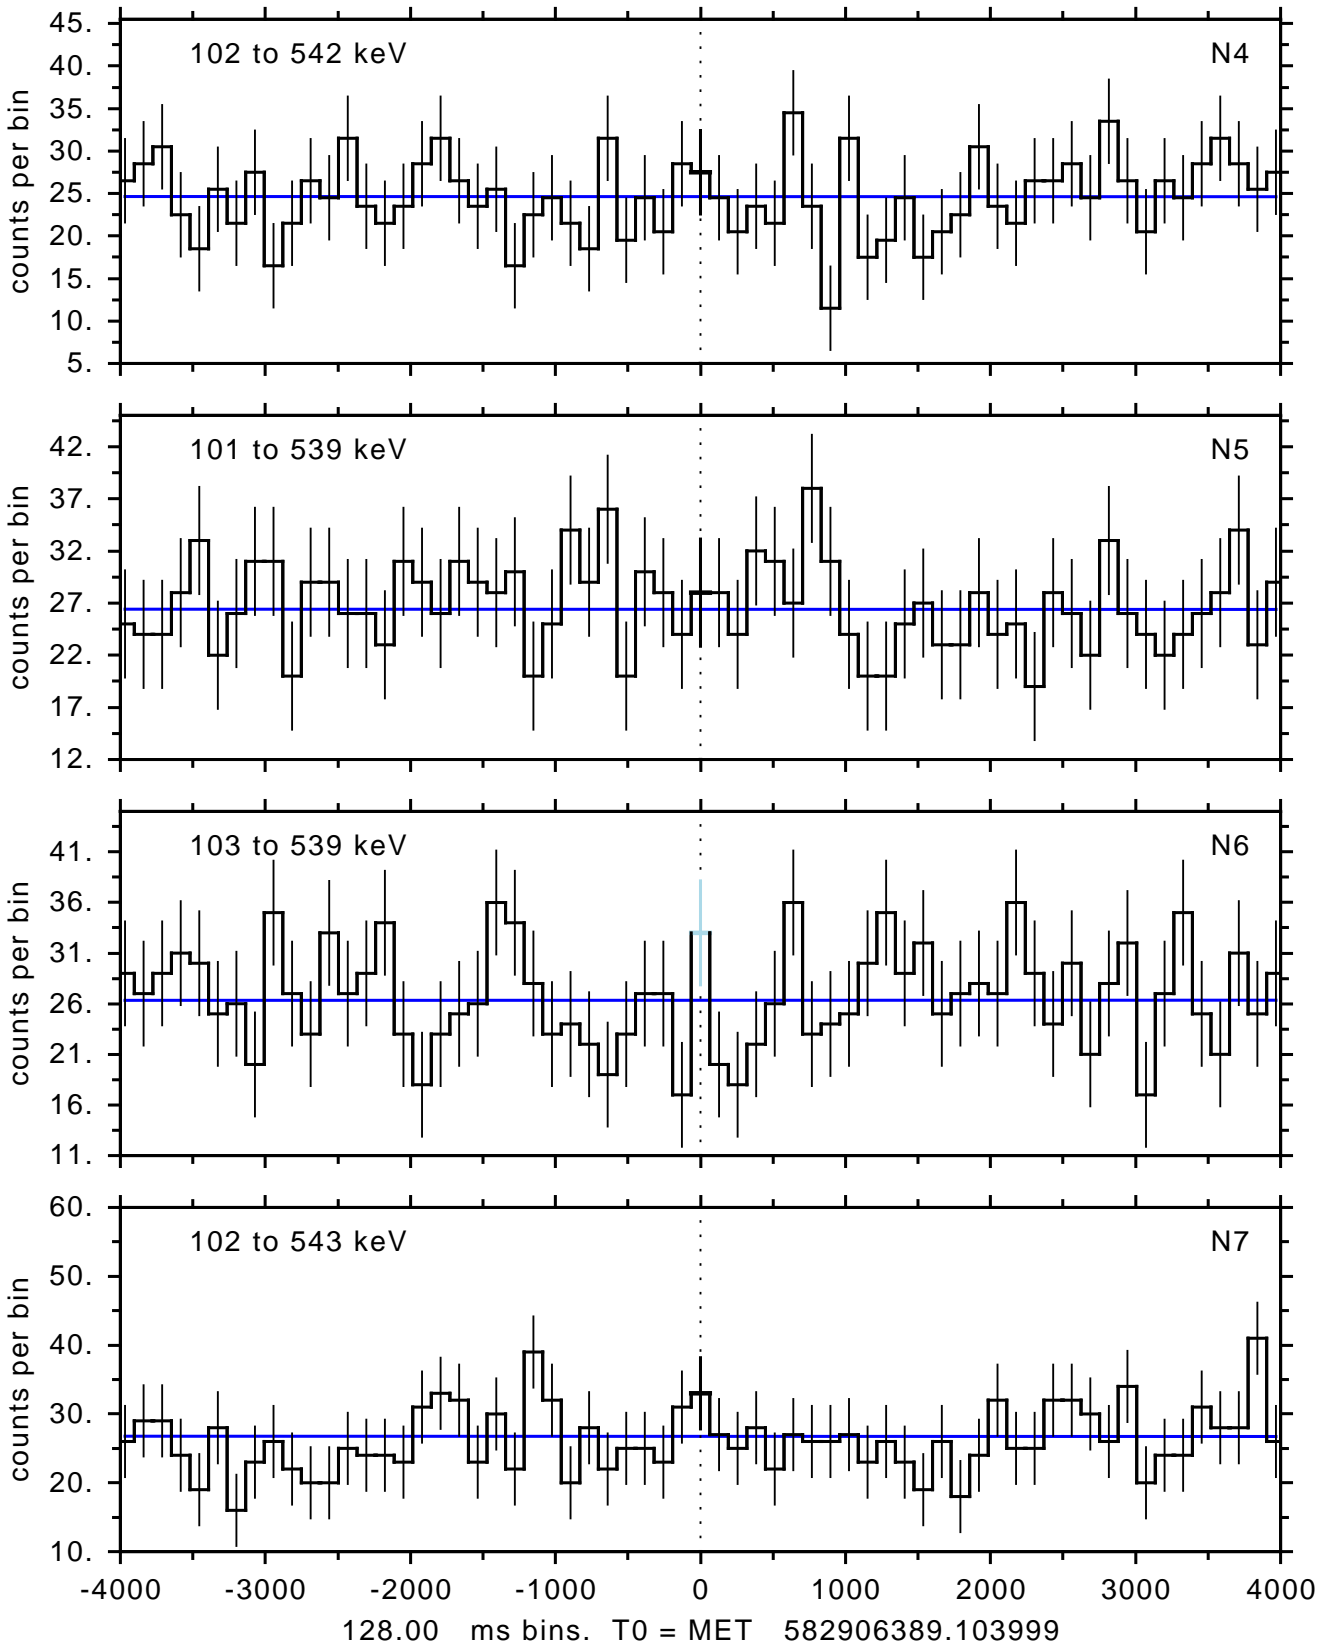 45.
40.
35.
30.
25.
20.
15.
10.
5.
counts per bin
102 to 542 keV
N4
42.
37.
32.
27.
22.
17.
12.
counts per bin
101 to 539 keV
N5
41.
36.
31.
26.
21.
16.
11.
counts per bin
103 to 539 keV
N6
60.
50.
40.
30.
20.
10.
counts per bin
102 to 543 keV
N7
-4000 -3000 -2000 -1000 0 1000 2000 3000 4000
128.00 ms bins. T0 = MET 582906389.103999